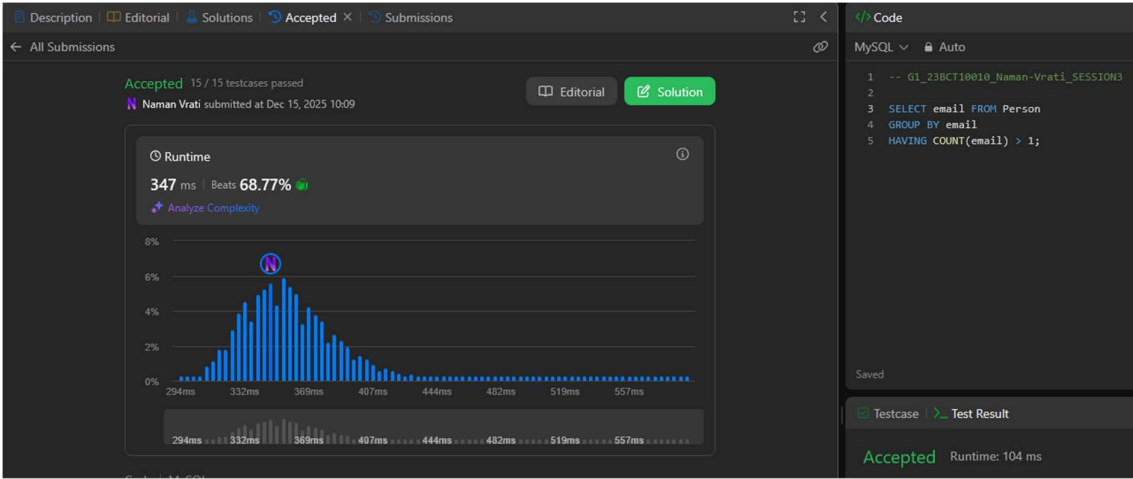 Description | Editorial | Solutions | Accepted × | Submissions
← All Submissions
Accepted 15 / 15 testcases passed
Naman Vrati submitted at Dec 15, 2025 10:09
Editorial
Solution
Runtime
347 ms | Beats 68.77%
Analyze Complexity
8%
6%
4%
2%
0%
294ms 332ms 369ms 407ms 444ms 482ms 519ms 557ms
294ms 332ms 369ms 407ms 444ms 482ms 519ms 557ms
Code | MySQL
</> Code
MySQL Auto
1 -- G1_23BCT10010_Naman-Vrati_SESSION3
2
3 SELECT email FROM Person
4 GROUP BY email
5 HAVING COUNT(email) > 1;
Saved
Testcase | >_ Test Result
Accepted Runtime: 104 ms